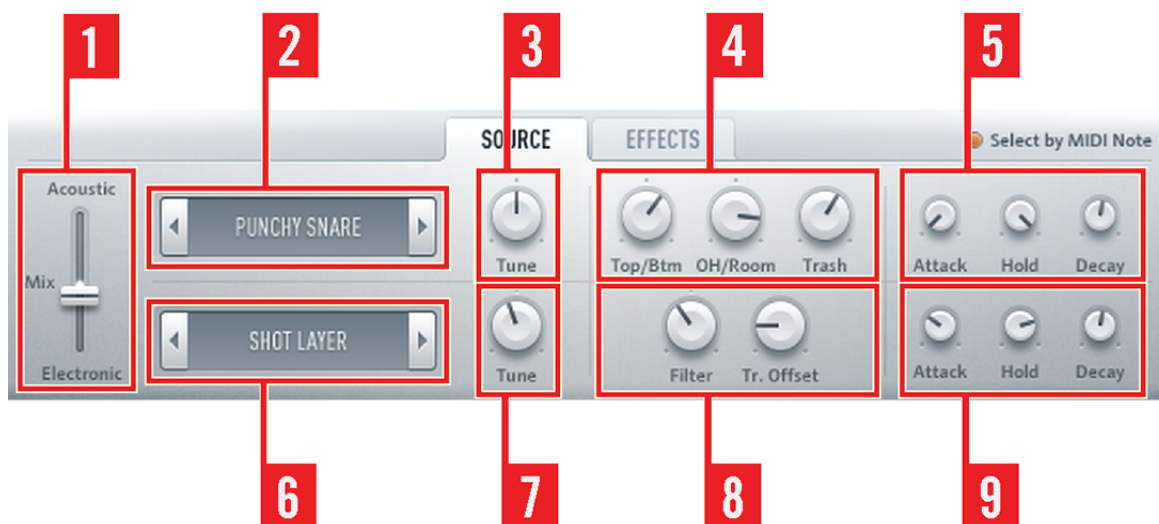 1 2 3 4 5
SOURCE EFFECTS Select by MIDI Note
Acoustic
Mix
Electronic
PUNCHY SNARE
Tune
Top/Btm OH/Room Trash
Attack Hold Decay
SHOT LAYER
Tune
Filter Tr. Offset
Attack Hold Decay
6 7 8 9